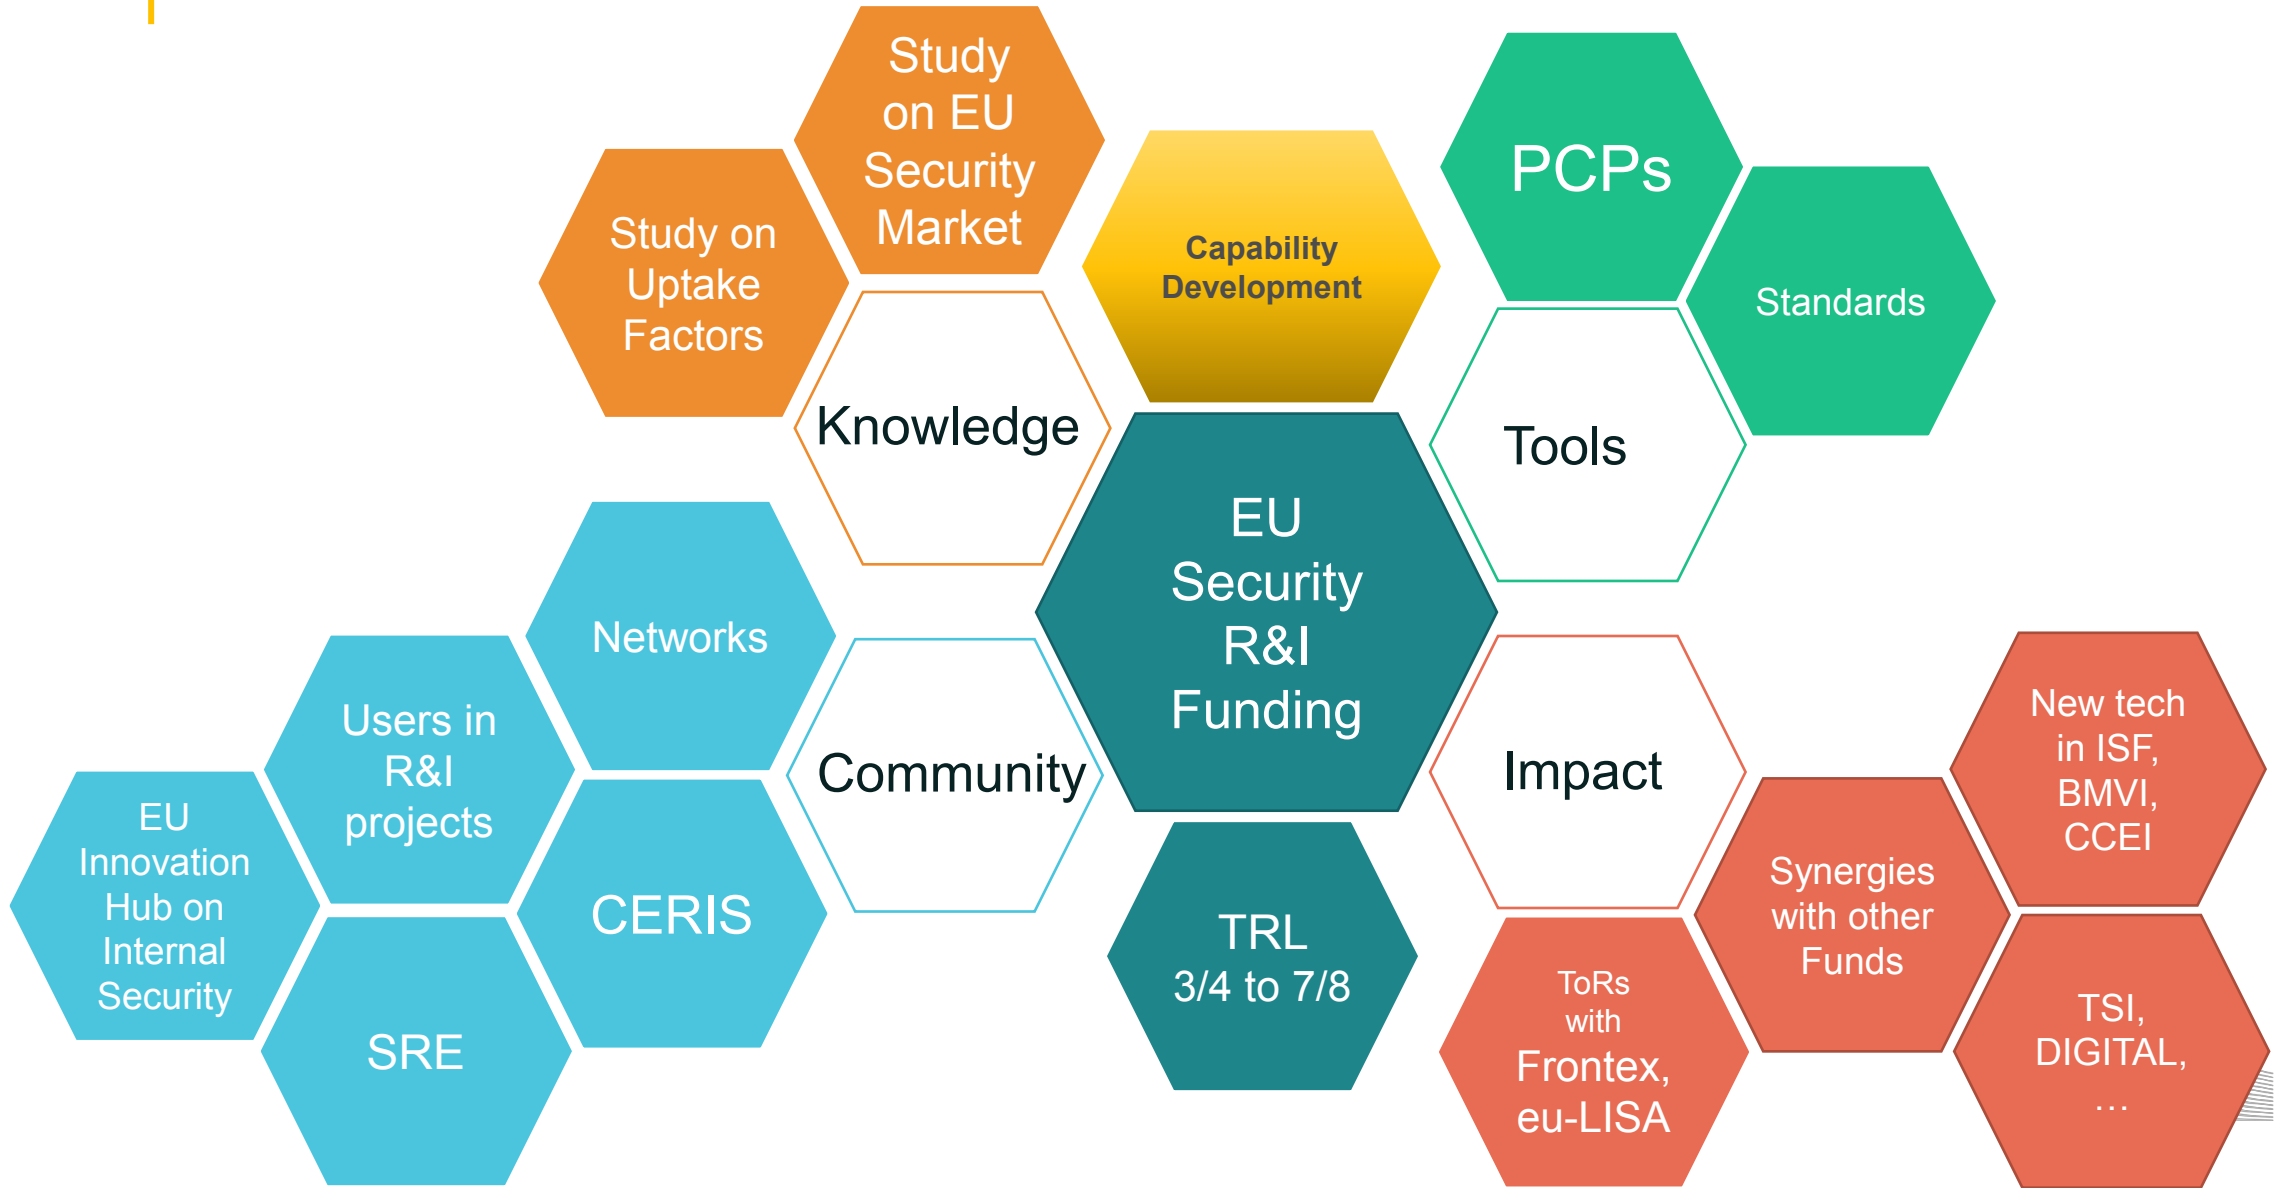 Study
on EU
Security
Market
Study on
Uptake
Factors
Knowledge
Capability
Development
PCPs
Standards
Tools
EU
Security
R&I
Funding
Networks
Users in
R&I
projects
EU
Innovation
Hub on
Internal
Security
CERIS
SRE
Community
TRL
3/4 to 7/8
Impact
New tech
in ISF,
BMVI,
CCEI
Synergies
with other
Funds
ToRs
with
Frontex,
eu-LISA
TSI,
DIGITAL,
…